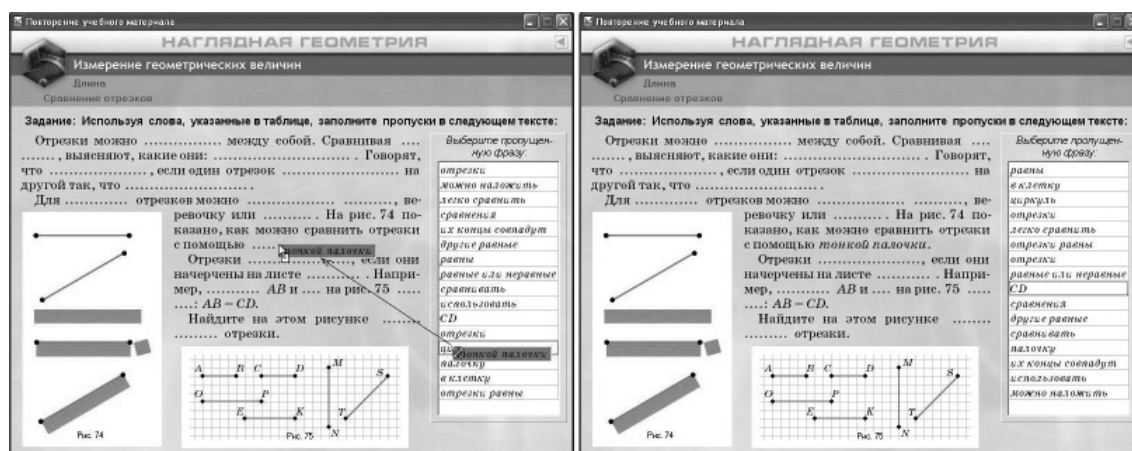 Повторение учебного материала
НАГЛЯДНАЯ ГЕОМЕТРИЯ
Измерение геометрических величин
Длина
Сравнение отрезков
Задание: Используя слова, указанные в таблице, заполните пропуски в следующем тексте:
Отрезки можно ................ между собой. Сравнивая ....
......., выясняют, какие они: .......................... . Говорят,
что .................. , если один отрезок .................... на
другой так, что ........................ .
Для ............ отрезков можно ................ .........., ве-
ревочку или ........... . На рис. 74 по-
казано, как можно сравнить отрезки
с помощью ...... тонкой палочки
Отрезки ....................., если они
начерчены на листе ........... . Напри-
мер, .......... AB и .... на рис. 75 .....
....: AB = CD.
Найдите на этом рисунке ........
......... отрезки.
Выберите пропущен-
ную фразу:
отрезки
можно наложить
легко сравнить
сравнения
их концы совпадут
другие равные
равны
равные или неравные
сравнивать
использовать
CD
отрезки
тонкой палочки
палочку
в клетку
отрезки равны
Рис. 74
A B C D M S
O P
E K T N
Рис. 75
Повторение учебного материала
НАГЛЯДНАЯ ГЕОМЕТРИЯ
Измерение геометрических величин
Длина
Сравнение отрезков
Задание: Используя слова, указанные в таблице, заполните пропуски в следующем тексте:
Отрезки можно ................ между собой. Сравнивая ....
......., выясняют, какие они: .......................... . Говорят,
что .................. , если один отрезок .................... на
другой так, что ........................ .
Для ............ отрезков можно ................ .........., ве-
ревочку или ........... . На рис. 74 по-
казано, как можно сравнить отрезки
с помощью тонкой палочки.
Отрезки ....................., если они
начерчены на листе ........... . Напри-
мер, .......... AB и .... на рис. 75 .....
....: AB = CD.
Найдите на этом рисунке ........
......... отрезки.
Выберите пропущен-
ную фразу:
равны
в клетку
циркуль
отрезки
легко сравнить
отрезки равны
отрезки
равные или неравные
CD
сравнения
другие равные
сравнивать
палочку
их концы совпадут
использовать
можно наложить
Рис. 74
A B C D M S
O P
E K T N
Рис. 75